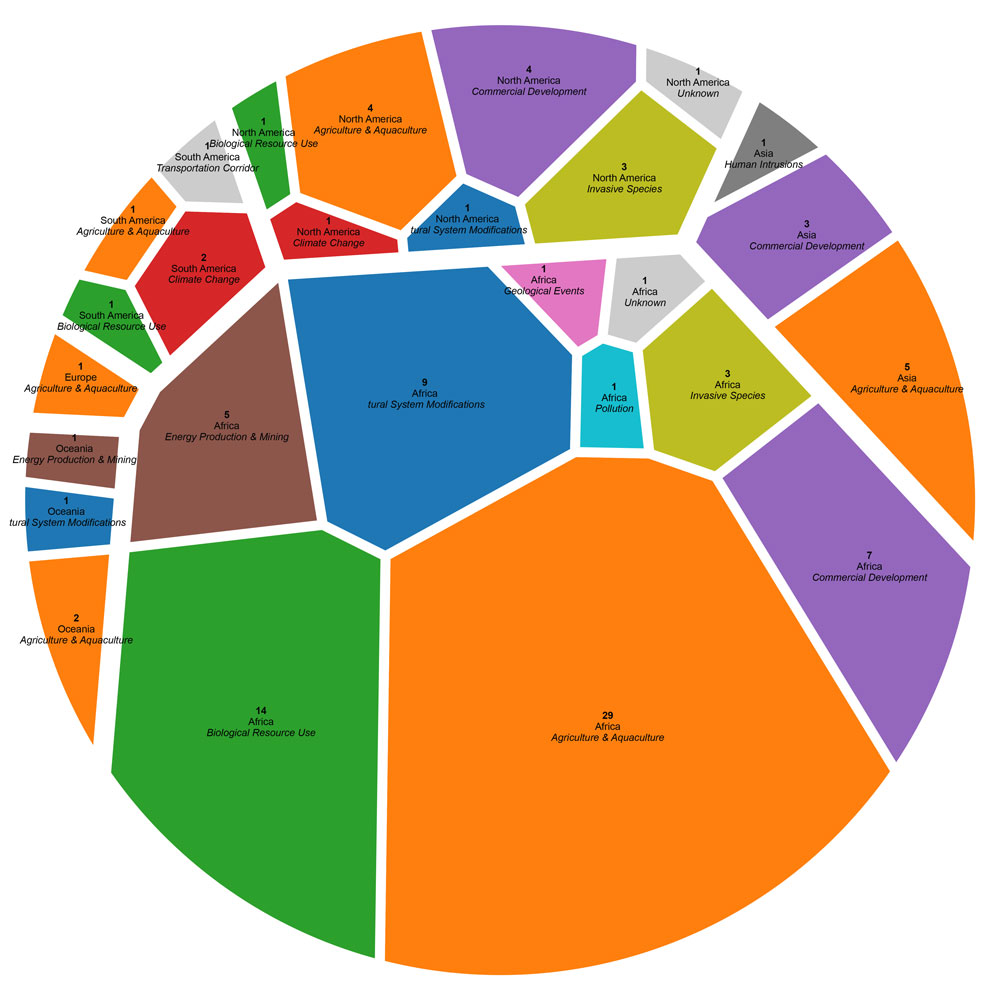 4
North America
Commercial Development
1
North America
Unknown
4
North America
Agriculture & Aquaculture
1
North America
Biological Resource Use
1
South America
Transportation Corridor
1
Asia
Human Intrusions
3
North America
Invasive Species
1
South America
Agriculture & Aquaculture
1
North America
tural System Modifications
1
North America
Climate Change
3
Asia
Commercial Development
2
South America
Climate Change
1
Africa
Geological Events
1
Africa
Unknown
1
South America
Biological Resource Use
1
Europe
Agriculture & Aquaculture
9
Africa
tural System Modifications
3
Africa
Invasive Species
5
Asia
Agriculture & Aquaculture
1
Africa
Pollution
5
Africa
Energy Production & Mining
1
Oceania
Energy Production & Mining
1
Oceania
tural System Modifications
7
Africa
Commercial Development
2
Oceania
Agriculture & Aquaculture
14
Africa
Biological Resource Use
29
Africa
Agriculture & Aquaculture